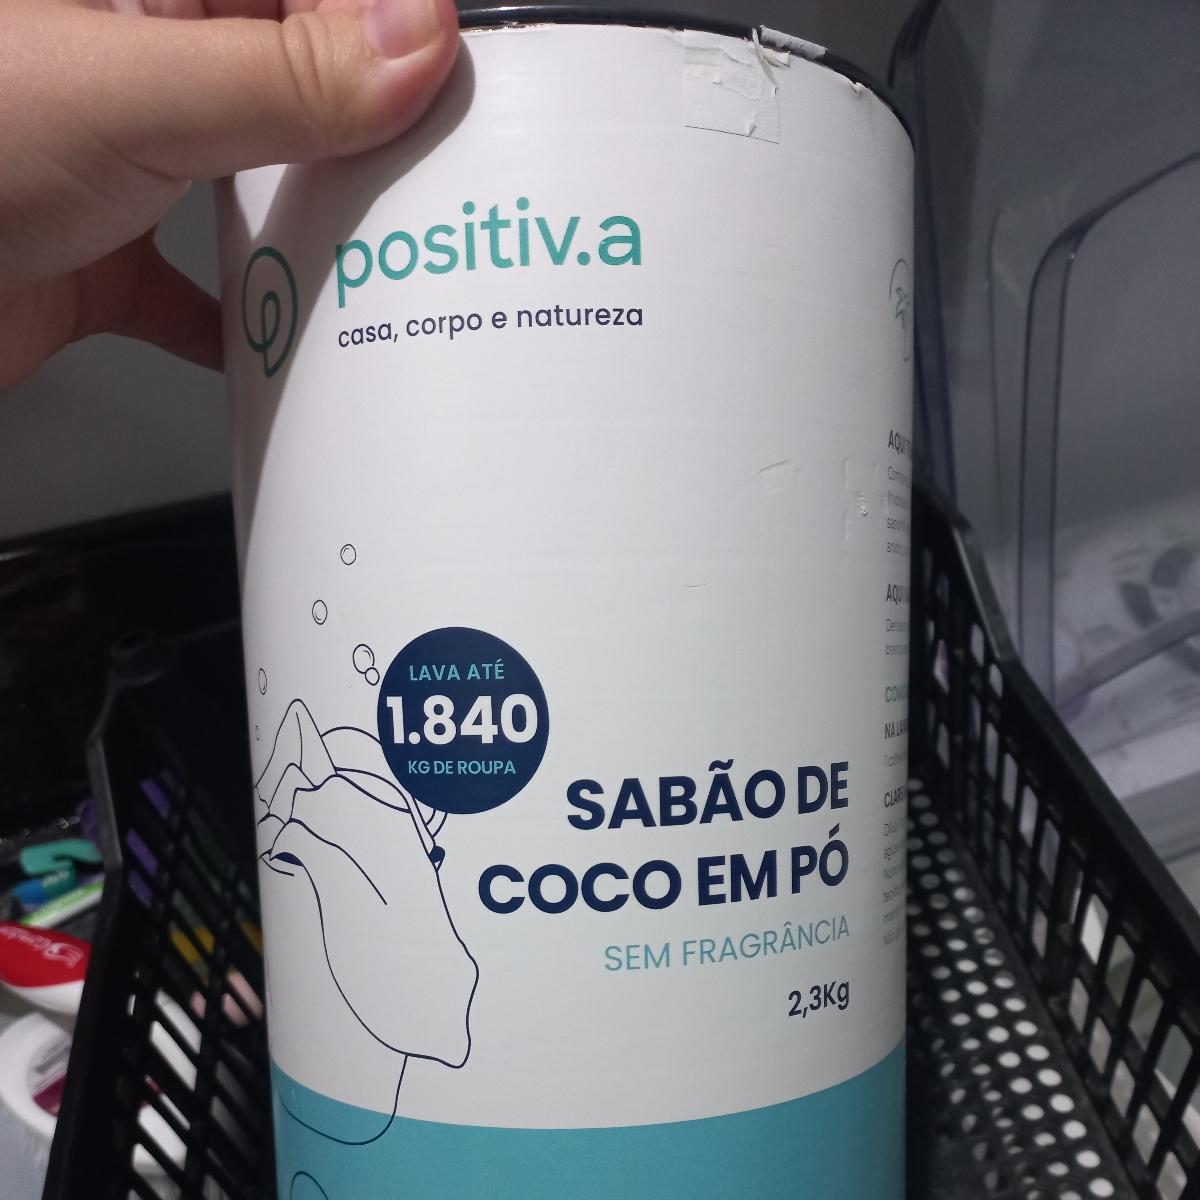 positiv.a
casa, corpo e natureza
LAVA ATÉ
1.840
KG DE ROUPA
SABÃO DE
COCO EM PÓ
SEM FRAGRÂNCIA
2,3Kg